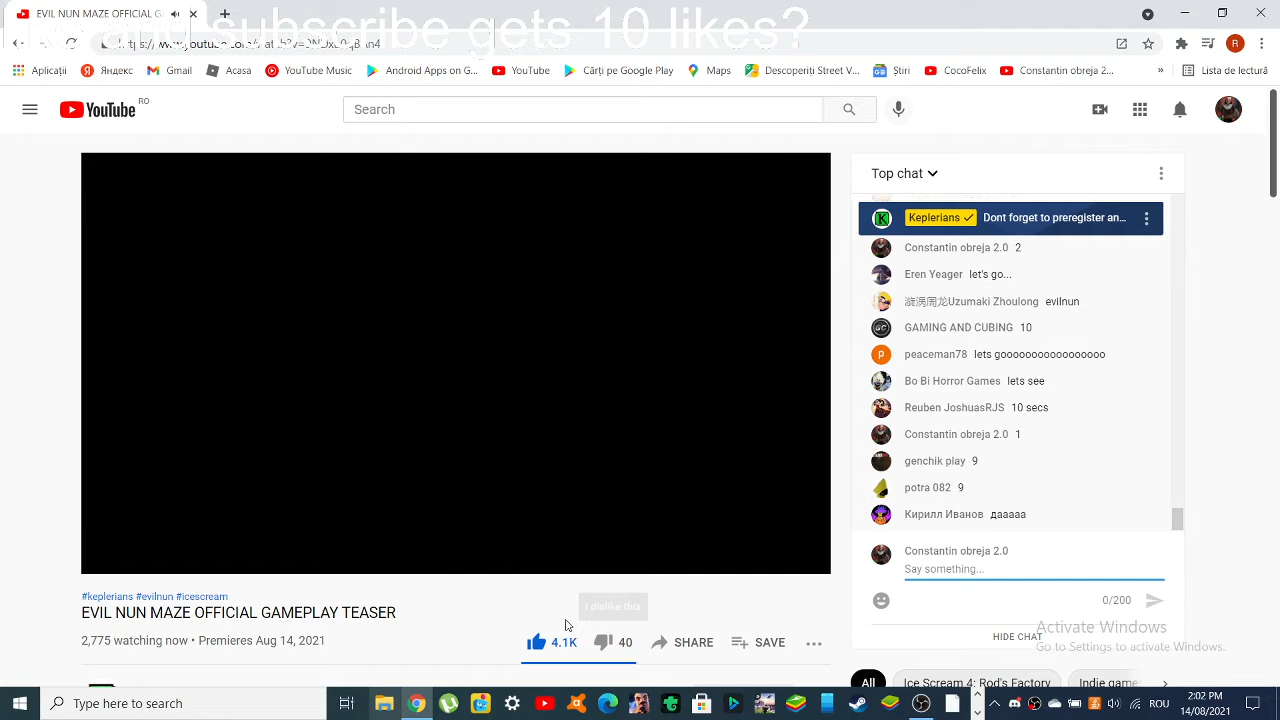 EVIL NUN MAZE OFFICIAL GAMEPLAY T
and subscribe gets 10 likes?
Aplicații
Яндекс
Gmail
Acasa
YouTube Music
Android Apps on G...
YouTube
Cărți pe Google Play
Maps
Descoperiți Street V...
Știri
CocoFelix
Constantin obreja 2...
»
Lista de lectură
YouTube RO
Search
Top chat
Keplerians Dont forget to preregister an...
Constantin obreja 2.0 2
Eren Yeager let's go...
漩涡周龙Uzumaki Zhoulong evilnun
GAMING AND CUBING 10
peaceman78 lets gooooooooooooooooo
Bo Bi Horror Games lets see
Reuben JoshuasRJS 10 secs
Constantin obreja 2.0 1
genchik play 9
potra 082 9
Кирилл Иванов дааааа
Constantin obreja 2.0
Say something...
0/200
HIDE CHAT
#keplerians #evilnun #icescream
EVIL NUN MAZE OFFICIAL GAMEPLAY TEASER
2,775 watching now • Premieres Aug 14, 2021
I dislike this
4.1K
40
SHARE
SAVE
All
Ice Scream 4: Rod's Factory
Indie game
Activate Windows
Go to Settings to activate Windows.
Type here to search
ROU
2:02 PM
14/08/2021